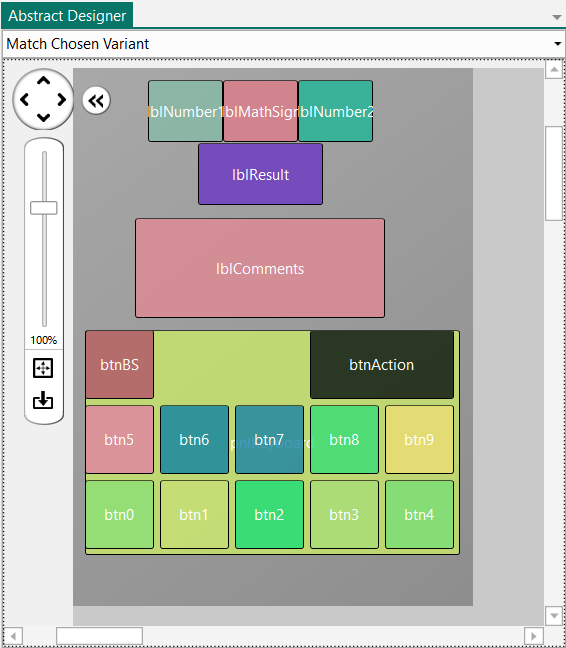 Abstract Designer
Match Chosen Variant
lblNumber1 lblMathSign lblNumber2
lblResult
lblComments
100%
btnBS btnAction
btn5 btn6 btn7 btn8 btn9
btn0 btn1 btn2 btn3 btn4